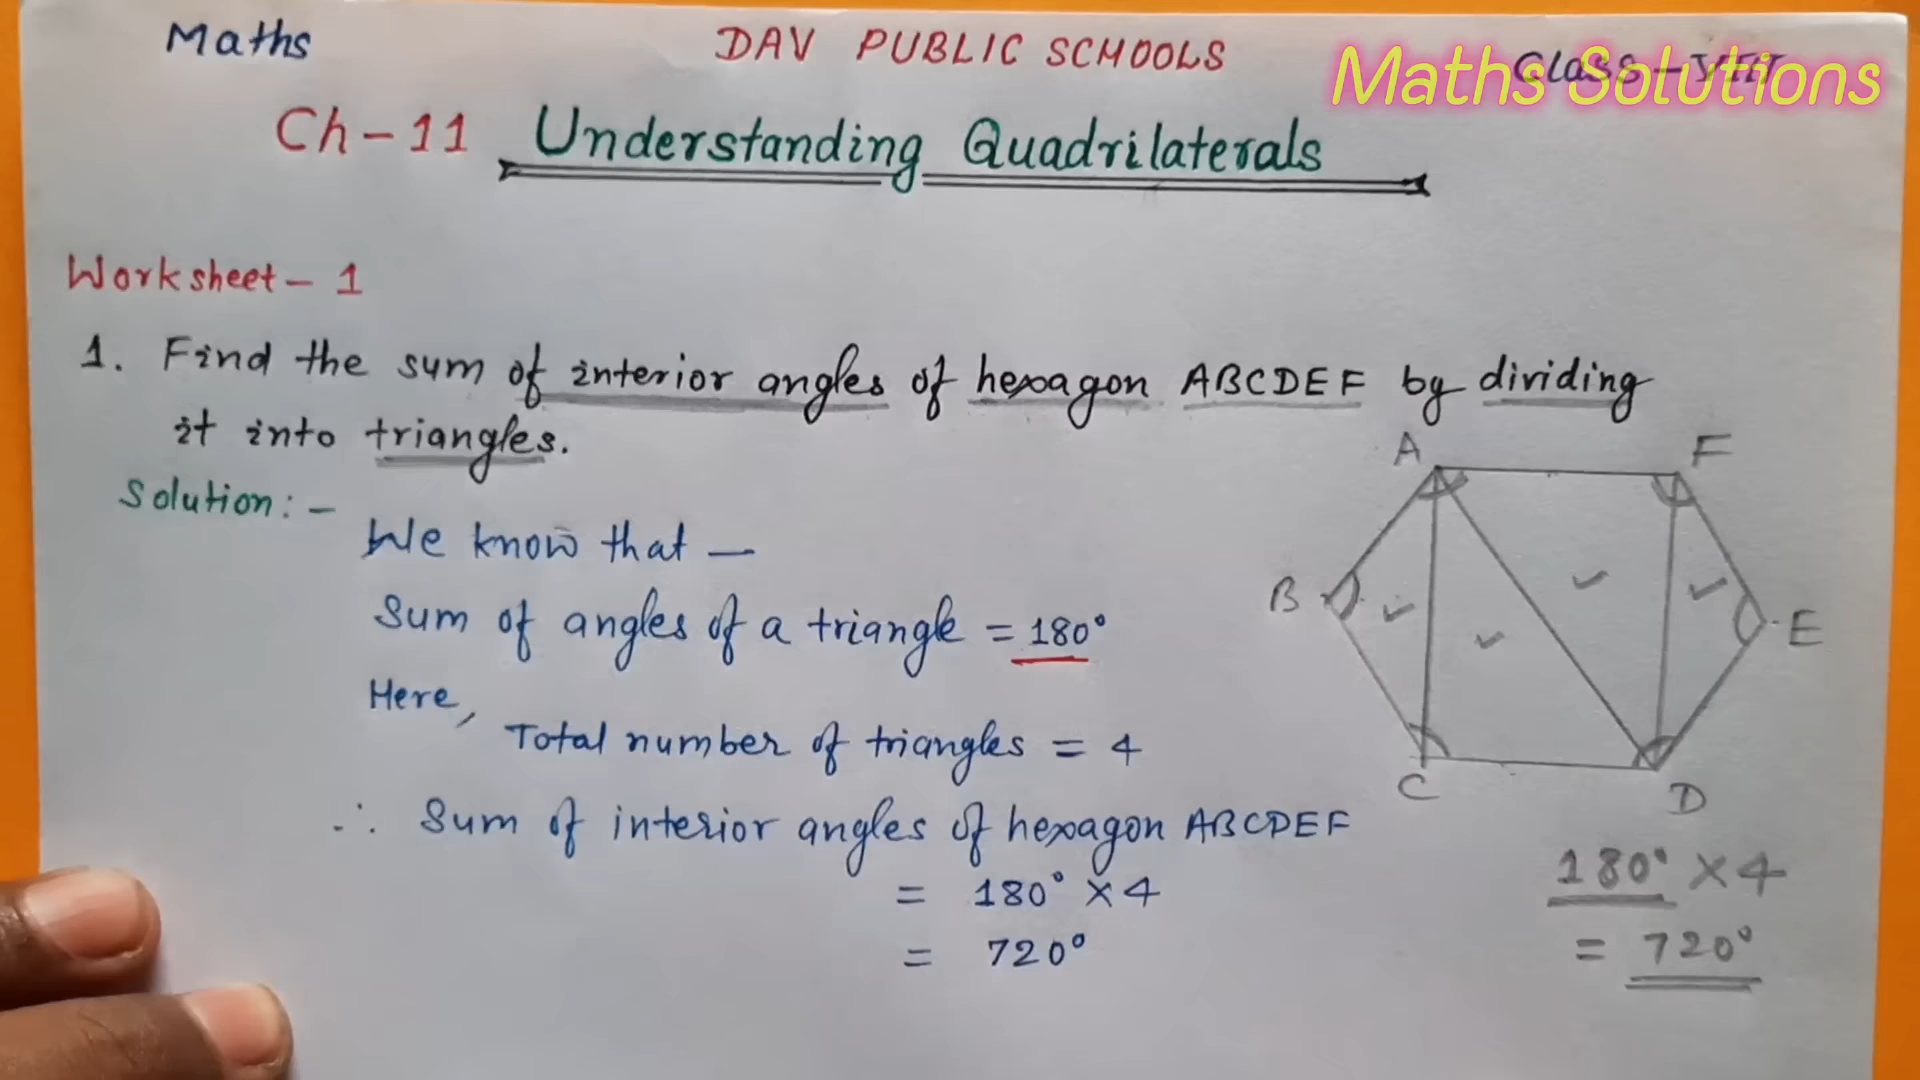 Maths
DAV PUBLIC SCHOOLS
Class-VIII
Maths Solutions
Ch-11 Understanding Quadrilaterals
Worksheet-1
1. Find the sum of interior angles of hexagon ABCDEF by dividing
it into triangles.
Solution:-
We know that —
Sum of angles of a triangle = 180°
Here,
Total number of triangles = 4
∴ Sum of interior angles of hexagon ABCDEF
= 180° × 4
= 720°
A
F
B
E
C
D
180° × 4
= 720°